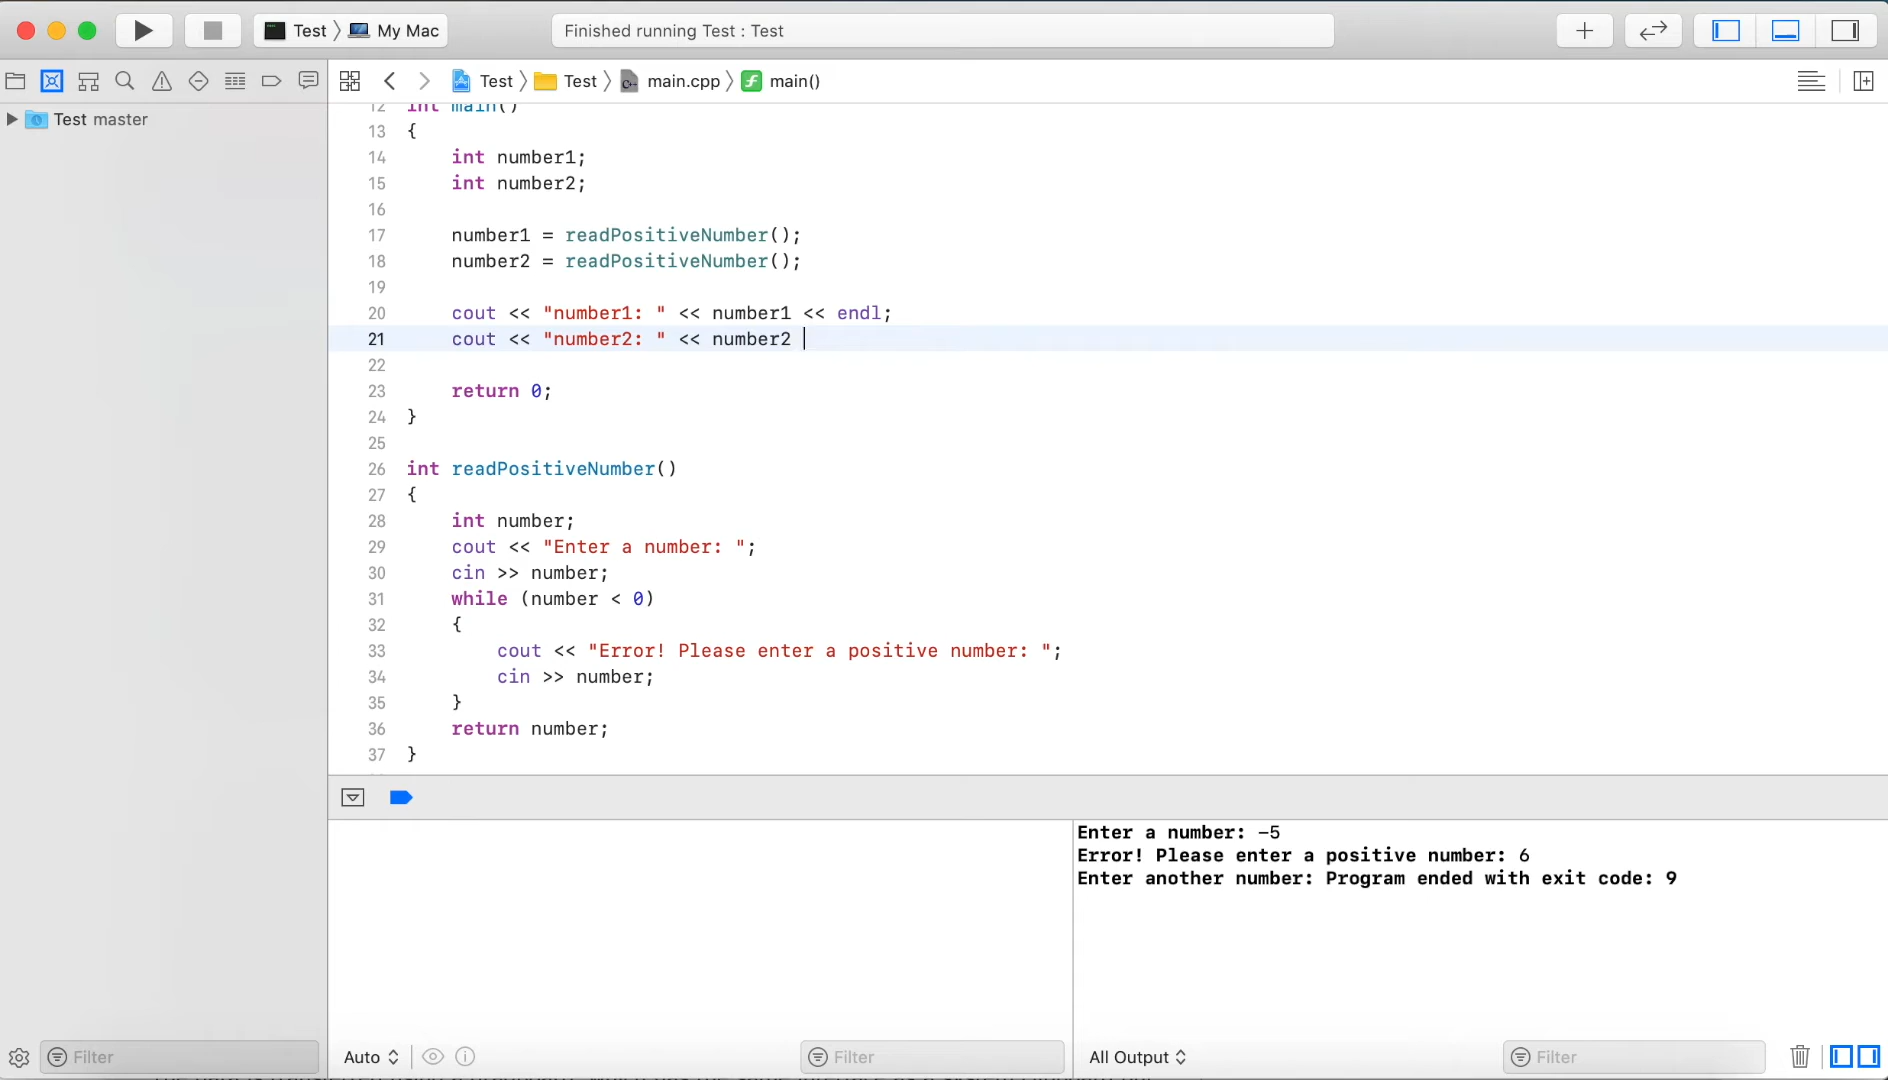 Test My Mac Finished running Test : Test
Test Test main.cpp main()
Test master
12 int main()
13 {
14 int number1;
15 int number2;
16
17 number1 = readPositiveNumber();
18 number2 = readPositiveNumber();
19
20 cout << "number1: " << number1 << endl;
21 cout << "number2: " << number2
22
23 return 0;
24 }
25
26 int readPositiveNumber()
27 {
28 int number;
29 cout << "Enter a number: ";
30 cin >> number;
31 while (number < 0)
32 {
33 cout << "Error! Please enter a positive number: ";
34 cin >> number;
35 }
36 return number;
37 }
Enter a number: -5
Error! Please enter a positive number: 6
Enter another number: Program ended with exit code: 9
Filter Auto Filter All Output Filter